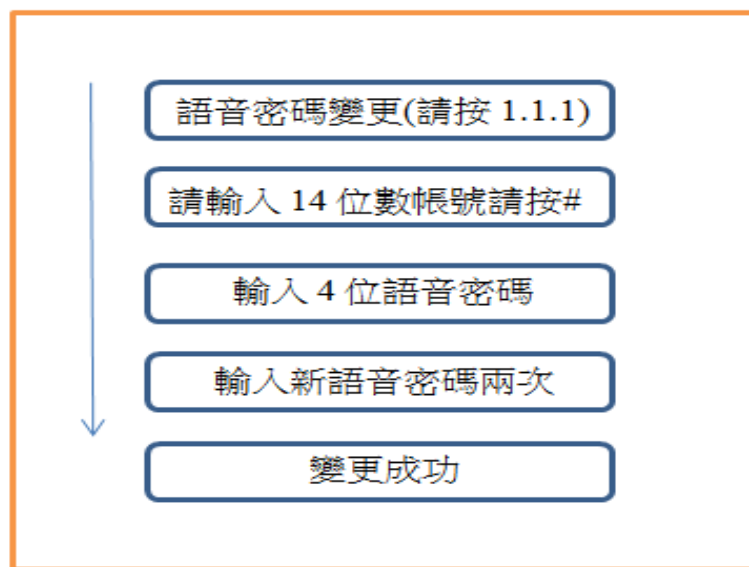 語音密碼變更(請按 1.1.1)
請輸入 14 位數帳號請按#
輸入 4 位語音密碼
輸入新語音密碼兩次
變更成功